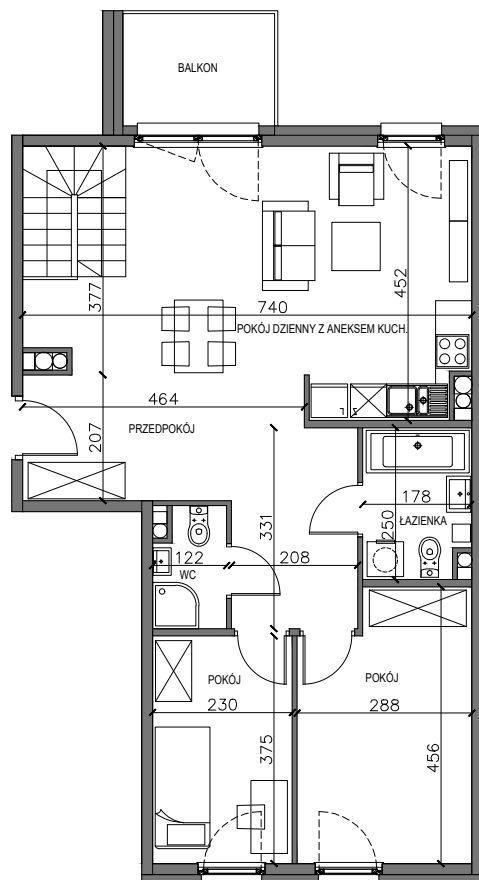 BALKON
377
452
740
POKÓJ DZIENNY Z ANEKSEM KUCH.
464
PRZEDPOKÓJ
207
178
ŁAZIENKA
250
331
122
208
WC
POKÓJ
POKÓJ
230
288
375
456